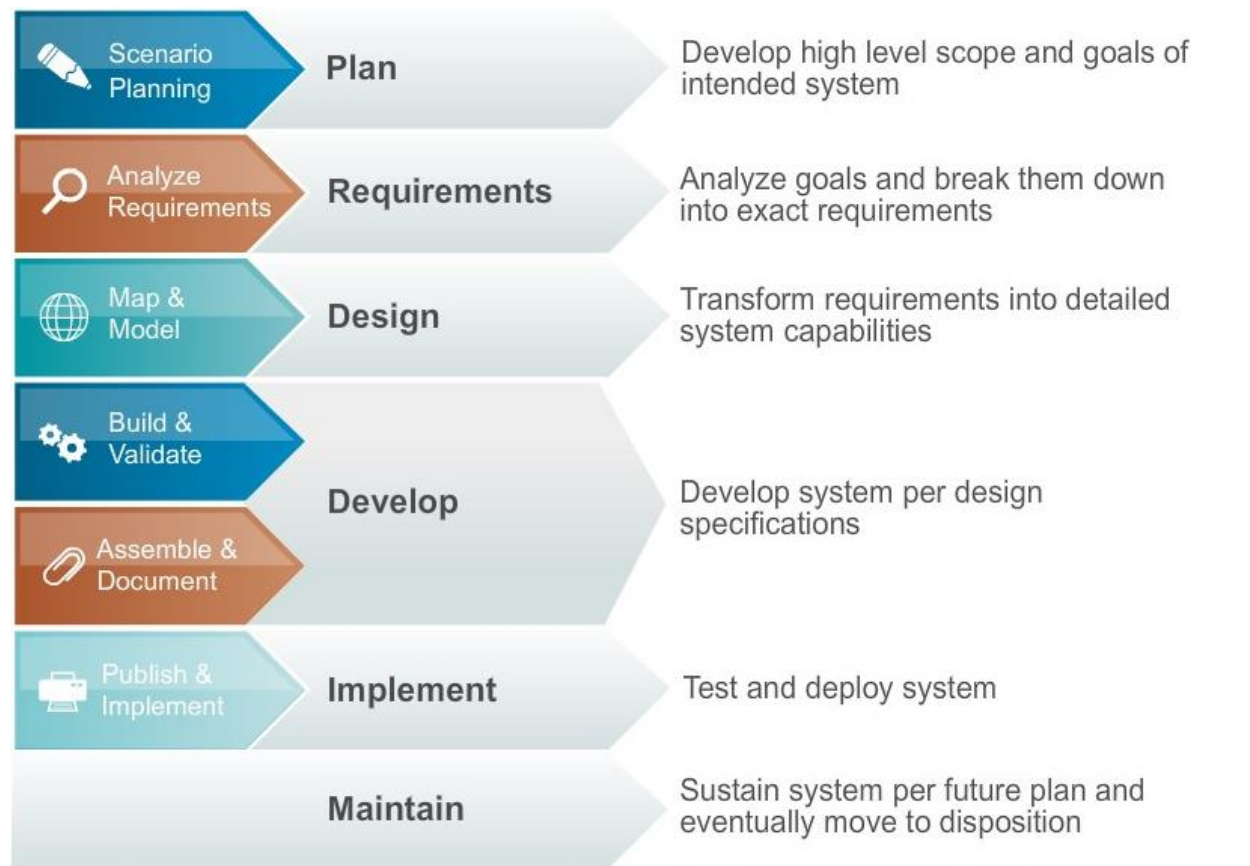 Scenario
Planning
Plan
Develop high level scope and goals of
intended system
Analyze
Requirements
Requirements
Analyze goals and break them down
into exact requirements
Map &
Model
Design
Transform requirements into detailed
system capabilities
Build &
Validate
Assemble &
Document
Develop
Develop system per design
specifications
Publish &
Implement
Implement
Test and deploy system
Maintain
Sustain system per future plan and
eventually move to disposition